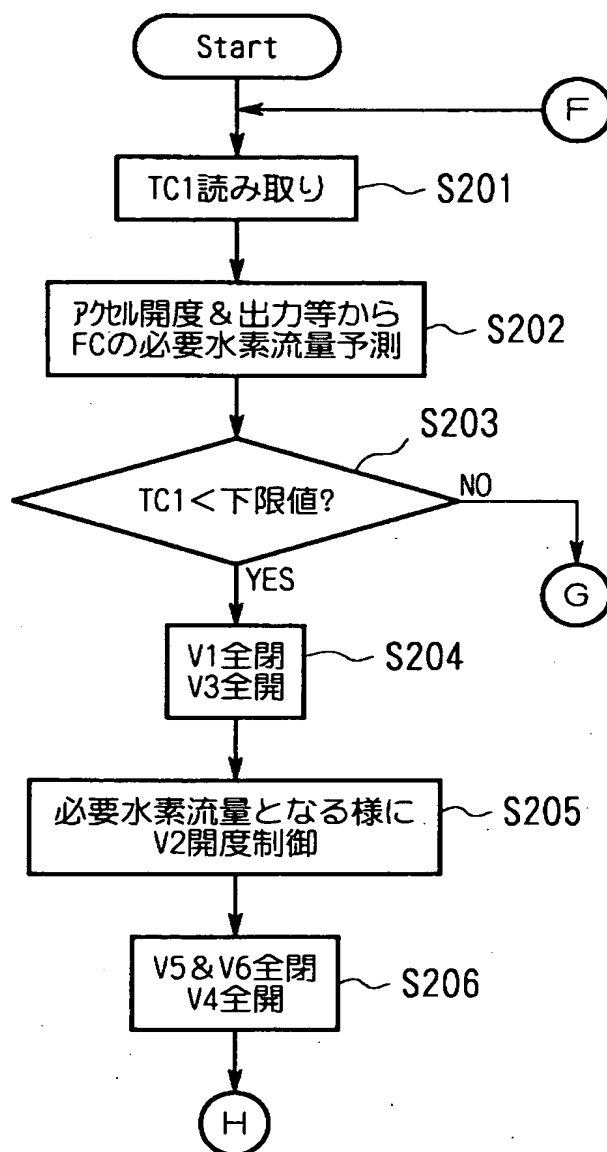 Start
F
TC1読み取り
S201
アクセル開度&出力等から
FCの必要水素流量予測
S202
S203
TC1<下限値?
NO
YES
G
V1全閉
V3全開
S204
必要水素流量となる様に
V2開度制御
S205
V5&V6全閉
V4全開
S206
H